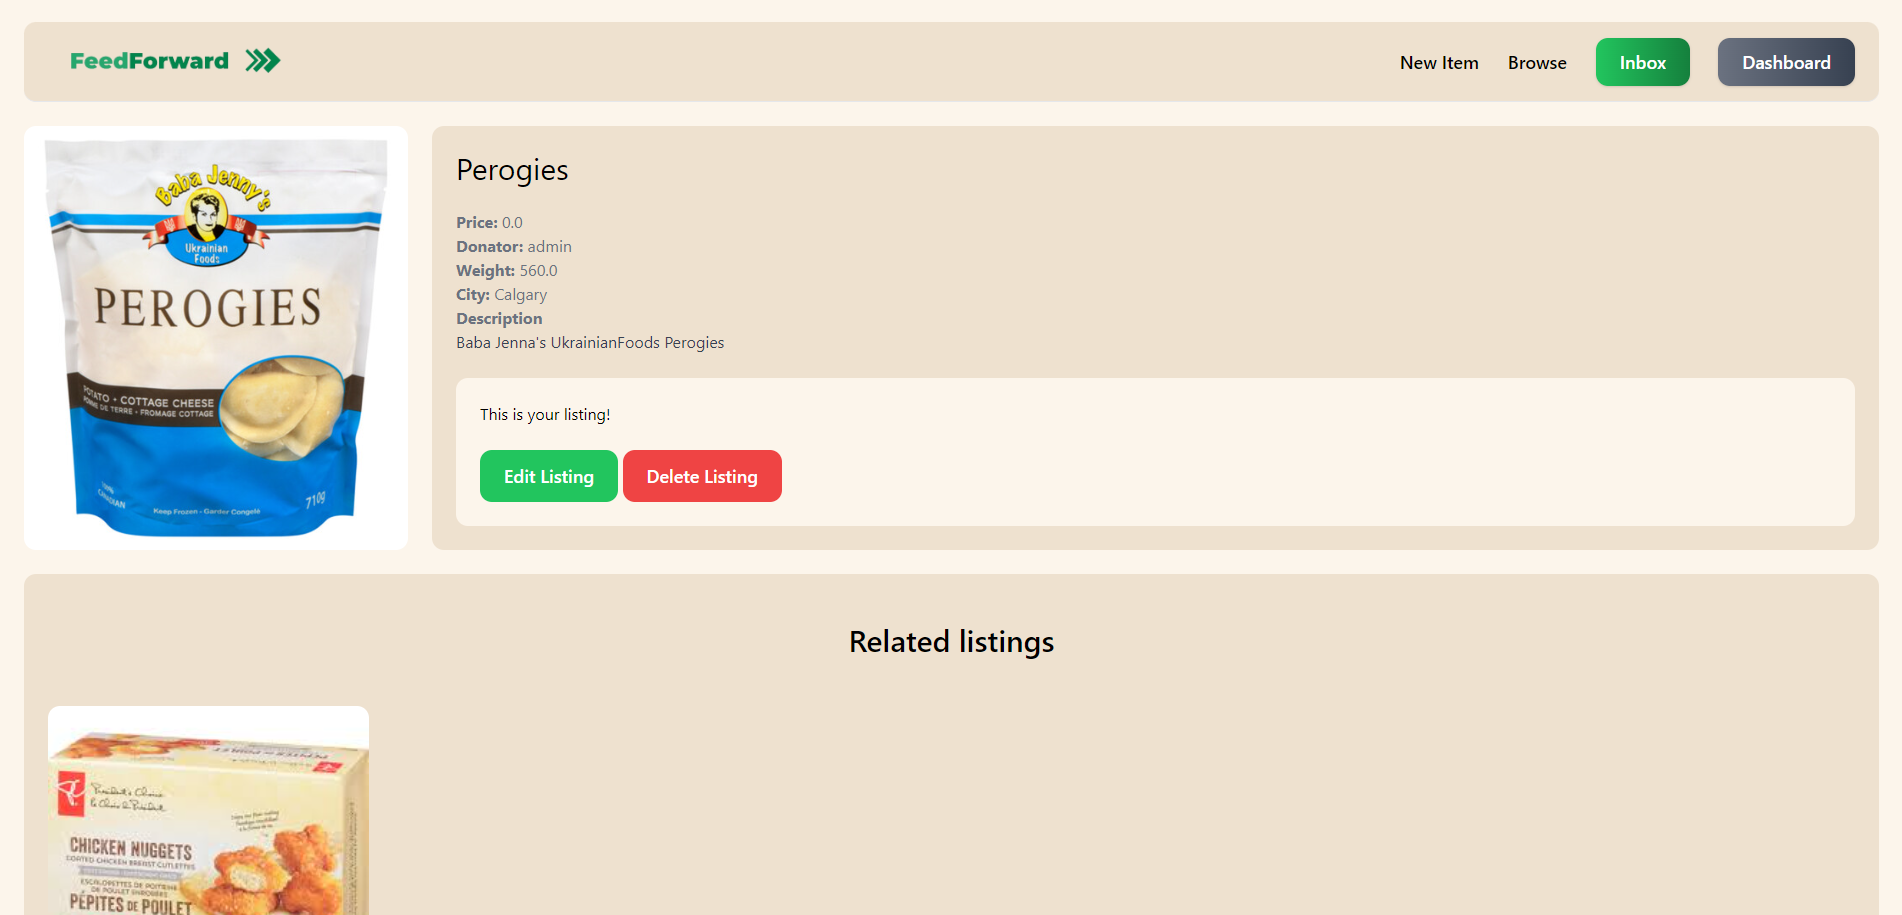 FeedForward
New Item
Browse
Inbox
Dashboard
Baba Jenny's
Ukrainian
Foods
PEROGIES
POTATO + COTTAGE CHEESE
POMME DE TERRE + FROMAGE COTTAGE
100%
CANADIAN
Keep Frozen - Garder Congelé
710g
Perogies
Price: 0.0
Donator: admin
Weight: 560.0
City: Calgary
Description
Baba Jenna's UkrainianFoods Perogies
This is your listing!
Edit Listing
Delete Listing
Related listings
President's Choice
le Choix du Président
CHICKEN NUGGETS
COATED CHICKEN BREAST CUTLETTES
ESCALOPETTES DE POITRINE
DE POULET ENROBÉES
PÉPITES DE POULET